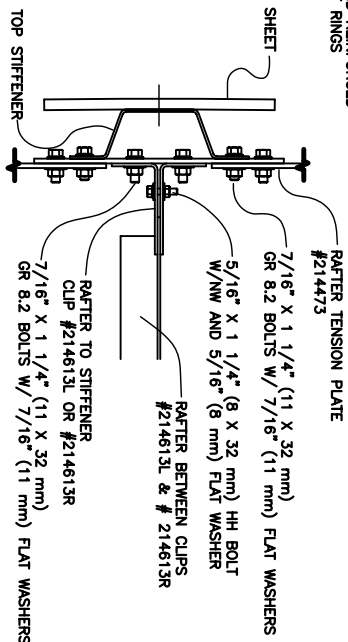 RINGS
SHEET
TOP STIFFENER
RAFTER TENSION PLATE
#214473
7/16" X 1 1/4" (11 X 32 mm)
GR 8.2 BOLTS W/ 7/16" (11 mm) FLAT WASHERS
5/16" X 1 1/4" (8 X 32 mm) HH BOLT
W/NW AND 5/16" (8 mm) FLAT WASHER
RAFTER BETWEEN CLIPS
#214613L & # 214613R
RAFTER TO STIFFENER
CLIP #214613L OR #214613R
7/16" X 1 1/4" (11 X 32 mm)
GR 8.2 BOLTS W/ 7/16" (11 mm) FLAT WASHERS